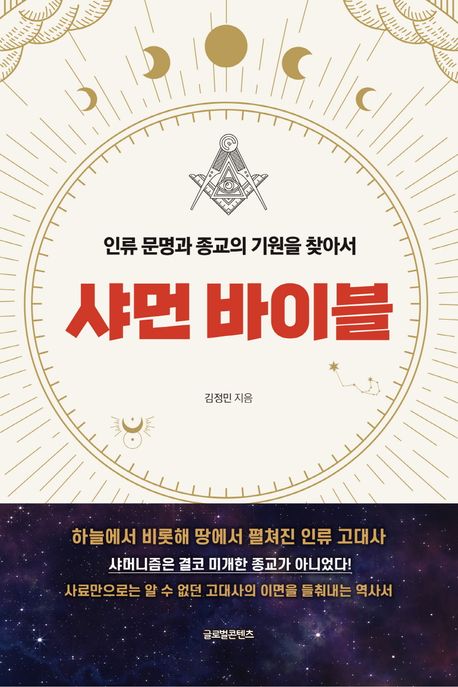 인류 문명과 종교의 기원을 찾아서
샤먼 바이블
김정민 지음
하늘에서 비롯해 땅에서 펼쳐진 인류 고대사
샤머니즘은 결코 미개한 종교가 아니었다!
사료만으로는 알 수 없던 고대사의 이면을 들춰내는 역사서
글로벌콘텐츠